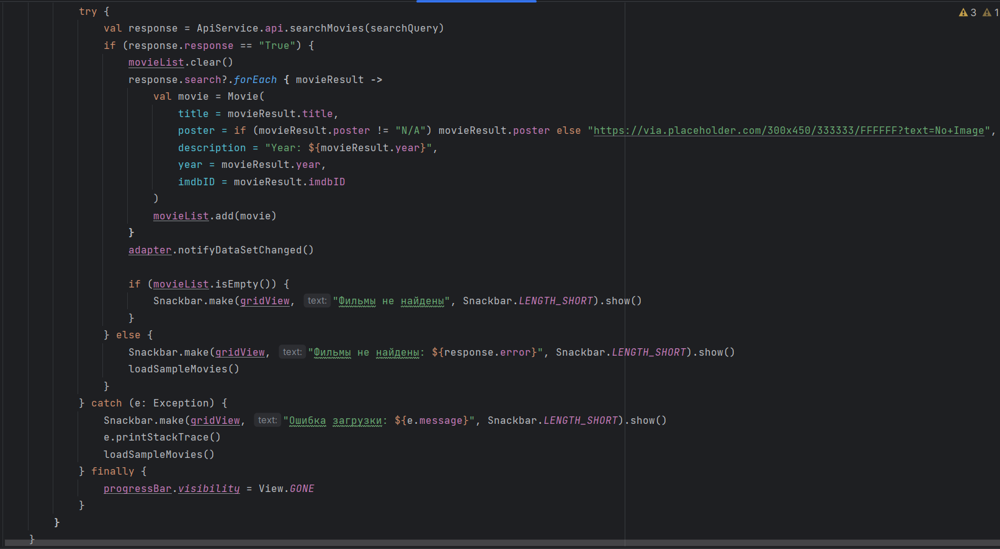 try {
⚠ 3 ⚠ 1
val response = ApiService.api.searchMovies(searchQuery)
if (response.response == "True") {
movieList.clear()
response.search?.forEach { movieResult ->
val movie = Movie(
title = movieResult.title,
poster = if (movieResult.poster != "N/A") movieResult.poster else "https://via.placeholder.com/300x450/333333/FFFFFF?text=No+Image",
description = "Year: ${movieResult.year}",
year = movieResult.year,
imdbID = movieResult.imdbID
)
movieList.add(movie)
}
adapter.notifyDataSetChanged()
if (movieList.isEmpty()) {
Snackbar.make(gridView, text: "Фильмы не найдены", Snackbar.LENGTH_SHORT).show()
}
} else {
Snackbar.make(gridView, text: "Фильмы не найдены: ${response.error}", Snackbar.LENGTH_SHORT).show()
loadSampleMovies()
}
} catch (e: Exception) {
Snackbar.make(gridView, text: "Ошибка загрузки: ${e.message}", Snackbar.LENGTH_SHORT).show()
e.printStackTrace()
loadSampleMovies()
} finally {
progressBar.visibility = View.GONE
}
}
}